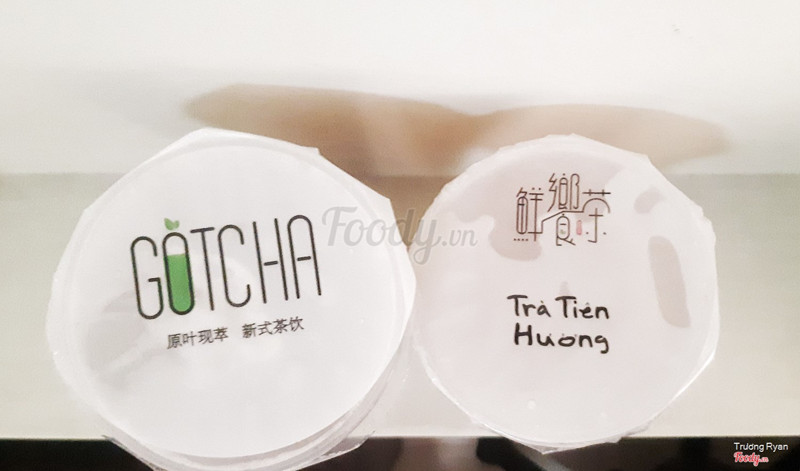 GOTCHA
原叶现萃 新式茶饮
鮮饗茶
Trà Tiên
Hương
Foody.vn
Trương Ryan
Foody.vn